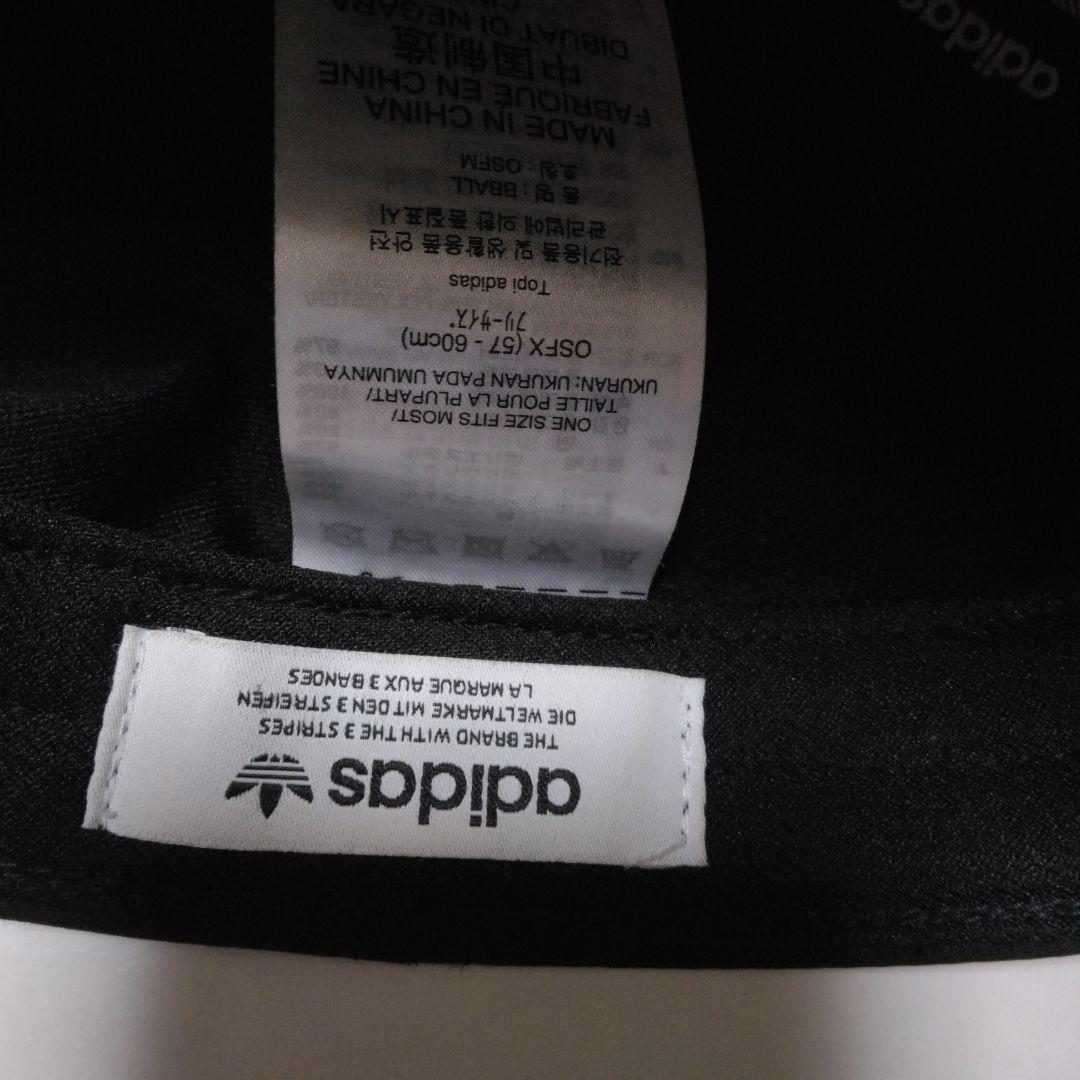 adidas
THE BRAND WITH THE 3 STRIPES
DIE WELTMARKE MIT DEN 3 STREIFEN
LA MARQUE AUX 3 BANDES
ONE SIZE FITS MOST/
TAILLE POUR LA PLUPART/
UKURAN: UKURAN PADA UMUMNYA
OSFX (57 - 60cm)
フリーサイズ
Topi adidas
전기용품 및 생활용품 안전
관리법에 의한 품질표시
품 명 : BBALL
호칭 : OSFM
MADE IN CHINA
FABRIQUÉ EN CHINE
中国制造
DIBUAT DI NEGARA
adidas